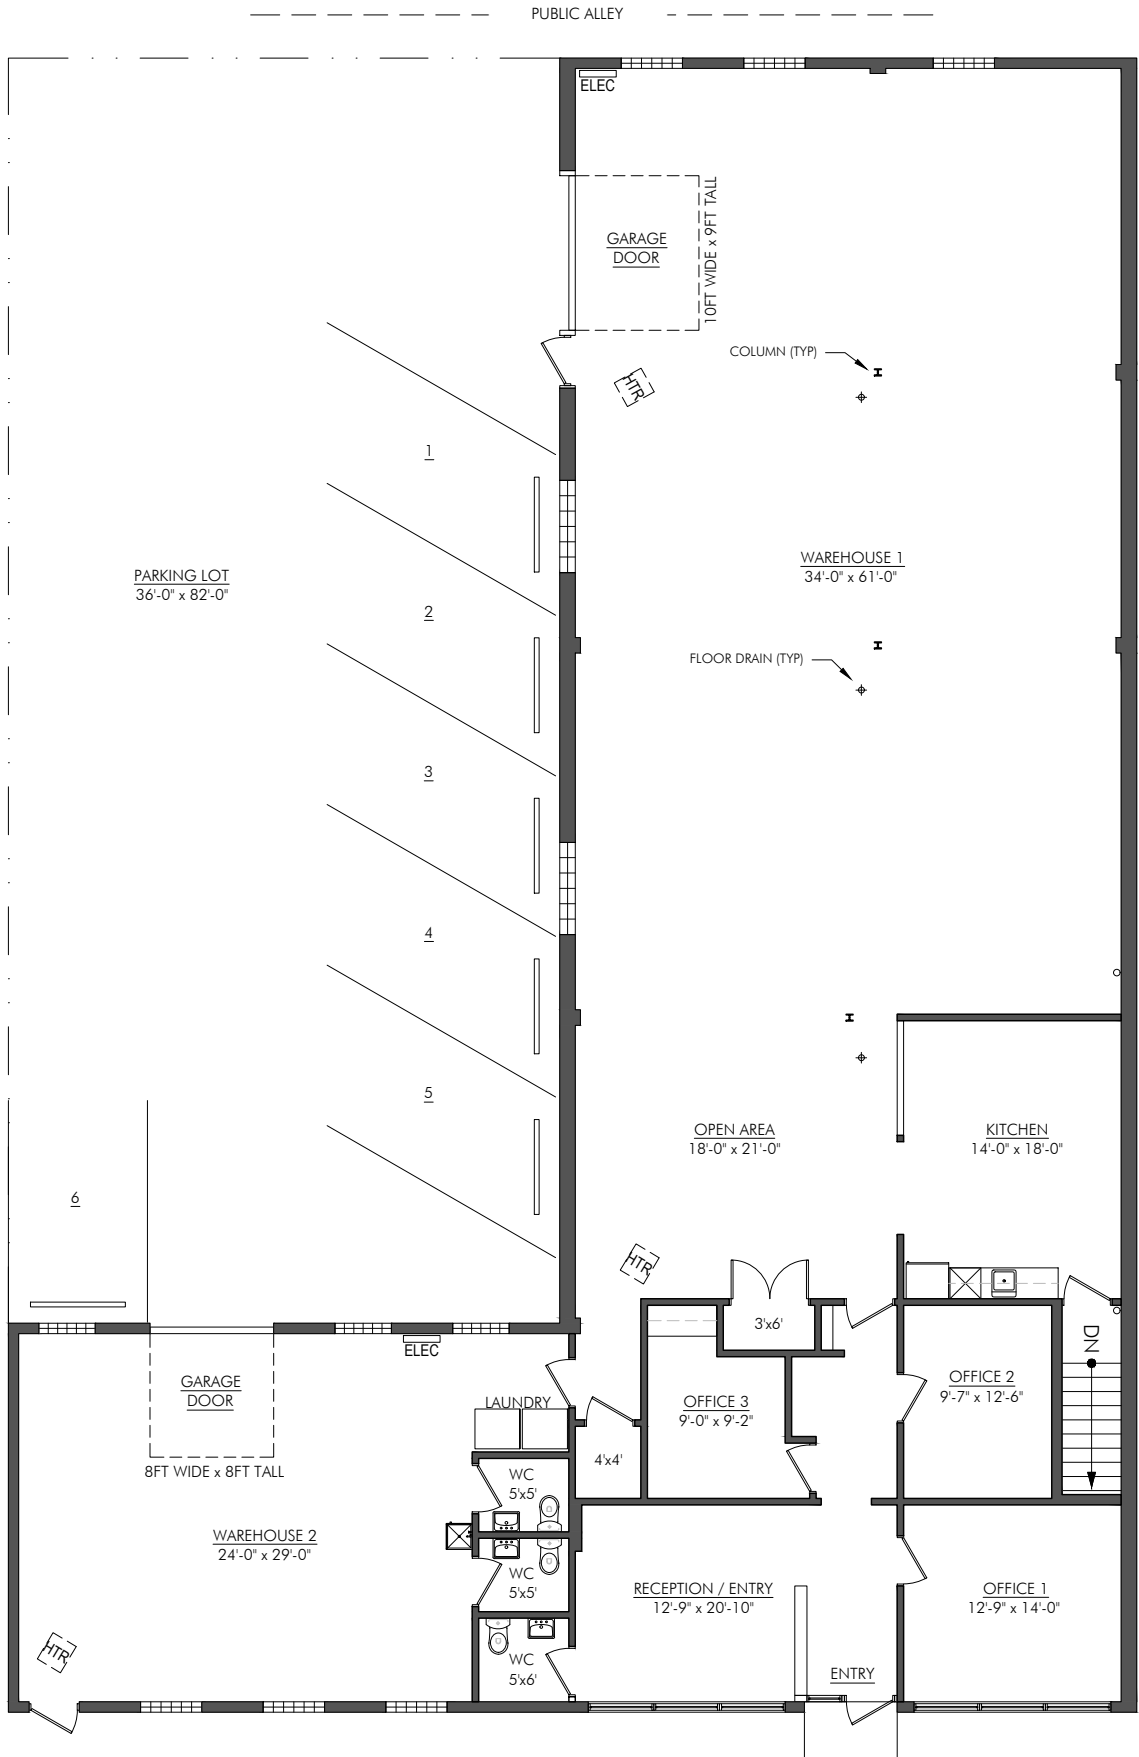 PUBLIC ALLEY
ELEC
GARAGE
DOOR
10FT WIDE x 9FT TALL
COLUMN (TYP)
HTR
1
WAREHOUSE 1
34'-0" x 61'-0"
PARKING LOT
36'-0" x 82'-0"
2
FLOOR DRAIN (TYP)
3
4
5
OPEN AREA
18'-0" x 21'-0"
KITCHEN
14'-0" x 18'-0"
6
HTR
3'x6'
DN
ELEC
GARAGE
DOOR
8FT WIDE x 8FT TALL
LAUNDRY
OFFICE 3
9'-0" x 9'-2"
OFFICE 2
9'-7" x 12'-6"
4'x4'
WC
5'x5'
WAREHOUSE 2
24'-0" x 29'-0"
WC
5'x5'
RECEPTION / ENTRY
12'-9" x 20'-10"
OFFICE 1
12'-9" x 14'-0"
HTR
WC
5'x6'
ENTRY